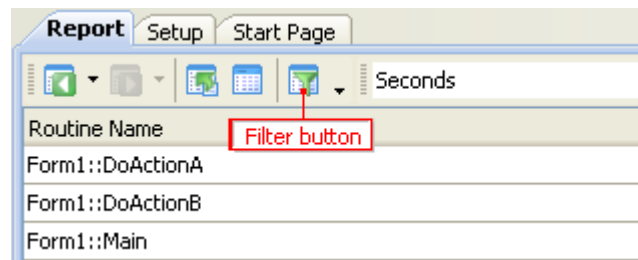 Report Setup Start Page
Seconds
Routine Name
Filter button
Form1::DoActionA
Form1::DoActionB
Form1::Main